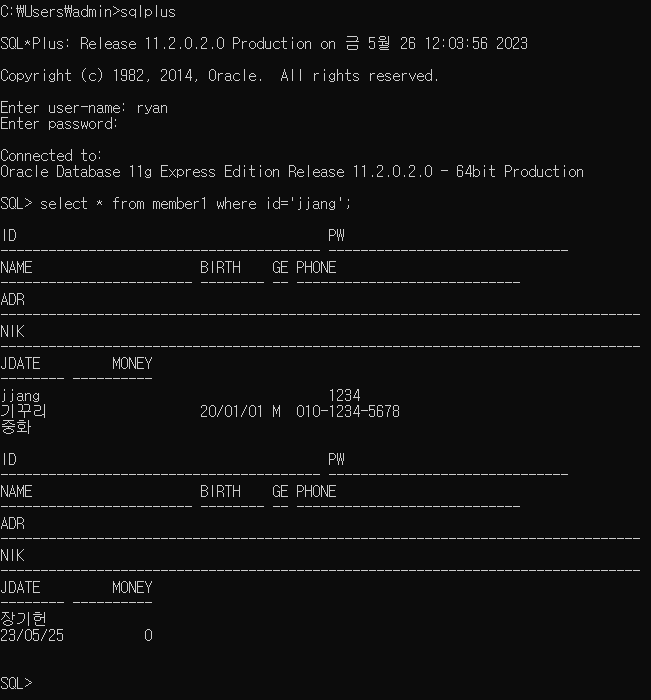 C:₩Users₩admin>sqlplus
SQL*Plus: Release 11.2.0.2.0 Production on 금 5월 26 12:03:56 2023
Copyright (c) 1982, 2014, Oracle.  All rights reserved.
Enter user-name: ryan
Enter password:
Connected to:
Oracle Database 11g Express Edition Release 11.2.0.2.0 - 64bit Production
SQL> select * from member1 where id='jjang';
ID                                       PW
---------------------------------------- ------------------------------
NAME                     BIRTH    GE PHONE
------------------------ -------- -- ----------------------------
ADR
--------------------------------------------------------------------------------
NIK
--------------------------------------------------------------------------------
JDATE         MONEY
-------- ----------
jjang                                    1234
기꾸리                   20/01/01 M  010-1234-5678
중화
ID                                       PW
---------------------------------------- ------------------------------
NAME                     BIRTH    GE PHONE
------------------------ -------- -- ----------------------------
ADR
--------------------------------------------------------------------------------
NIK
--------------------------------------------------------------------------------
JDATE         MONEY
-------- ----------
장기헌
23/05/25          0
SQL>